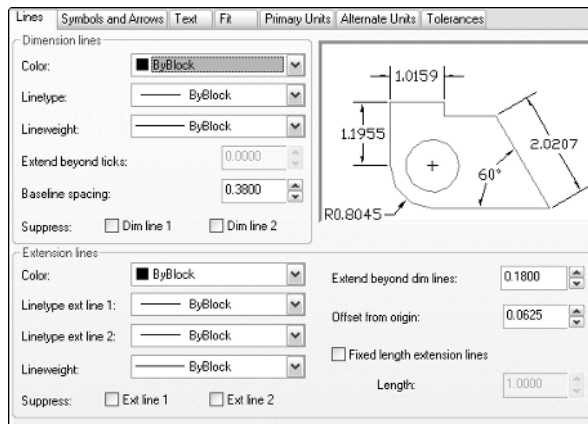 Lines
Symbols and Arrows
Text
Fit
Primary Units
Alternate Units
Tolerances
Dimension lines
Color:
ByBlock
Linetype:
ByBlock
Lineweight:
ByBlock
Extend beyond ticks:
0.0000
Baseline spacing:
0.3800
Suppress:
Dim line 1
Dim line 2
1.0159
1.1955
2.0207
60°
R0.8045
Extension lines
Color:
ByBlock
Linetype ext line 1:
ByBlock
Linetype ext line 2:
ByBlock
Lineweight:
ByBlock
Suppress:
Ext line 1
Ext line 2
Extend beyond dim lines:
0.1800
Offset from origin:
0.0625
Fixed length extension lines
Length:
1.0000